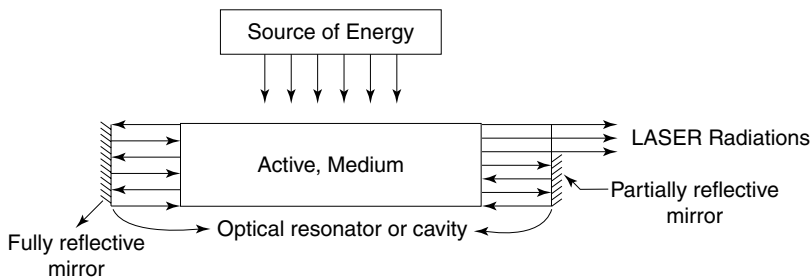 Source of Energy
LASER Radiations
Active, Medium
Partially reflective
mirror
Optical resonator or cavity
Fully reflective
mirror